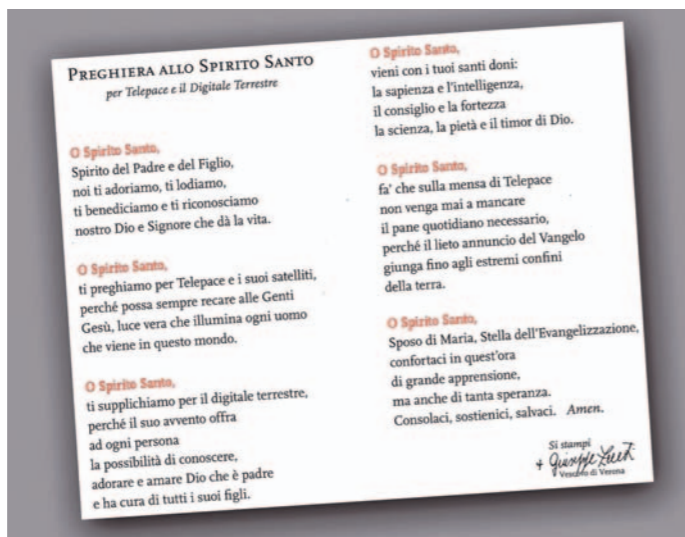 PREGHIERA ALLO SPIRITO SANTO
per Telepace e il Digitale Terrestre
O Spirito Santo,
Spirito del Padre e del Figlio,
noi ti adoriamo, ti lodiamo,
ti benediciamo e ti riconosciamo
nostro Dio e Signore che dà la vita.
O Spirito Santo,
ti preghiamo per Telepace e i suoi satelliti,
perché possa sempre recare alle Genti
Gesù, luce vera che illumina ogni uomo
che viene in questo mondo.
O Spirito Santo,
ti supplichiamo per il digitale terrestre,
perché il suo avvento offra
ad ogni persona
la possibilità di conoscere,
adorare e amare Dio che è padre
e ha cura di tutti i suoi figli.
O Spirito Santo,
vieni con i tuoi santi doni:
la sapienza e l'intelligenza,
il consiglio e la fortezza
la scienza, la pietà e il timor di Dio.
O Spirito Santo,
fa' che sulla mensa di Telepace
non venga mai a mancare
il pane quotidiano necessario,
perché il lieto annuncio del Vangelo
giunga fino agli estremi confini
della terra.
O Spirito Santo,
Sposo di Maria, Stella dell'Evangelizzazione,
confortaci in quest'ora
di grande apprensione,
ma anche di tanta speranza.
Consolaci, sostienici, salvaci. Amen.
Si stampi
+ Giuseppe Zenti
Vescovo di Verona